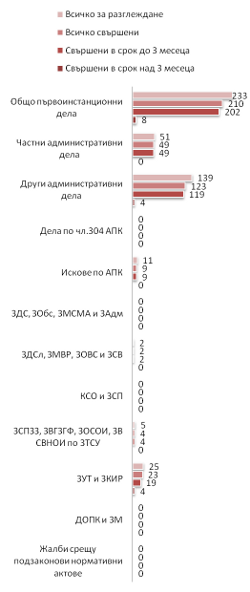 Всичко за разглеждане
Всичко свършени
Свършени в срок до 3 месеца
Свършени в срок над 3 месеца
Общо първоинстанционни
дела
233
210
202
8
Частни административни
дела
51
49
49
0
Други административни
дела
139
123
119
4
Дела по чл.304 АПК
0
0
0
0
Искове по АПК
11
9
9
0
ЗДС, ЗОбс, ЗМСМА и ЗАдм
0
0
0
0
ЗДСл, ЗМВР, ЗОВС и ЗСВ
2
2
2
0
КСО и ЗСП
0
0
0
0
ЗСПЗЗ, ЗВГЗГФ, ЗОСОИ, ЗВ
СВНОИ по ЗТСУ
5
4
4
0
ЗУТ и ЗКИР
25
23
19
4
ДОПК и ЗМ
0
0
0
0
Жалби срещу
подзаконови нормативни
актове
0
0
0
0